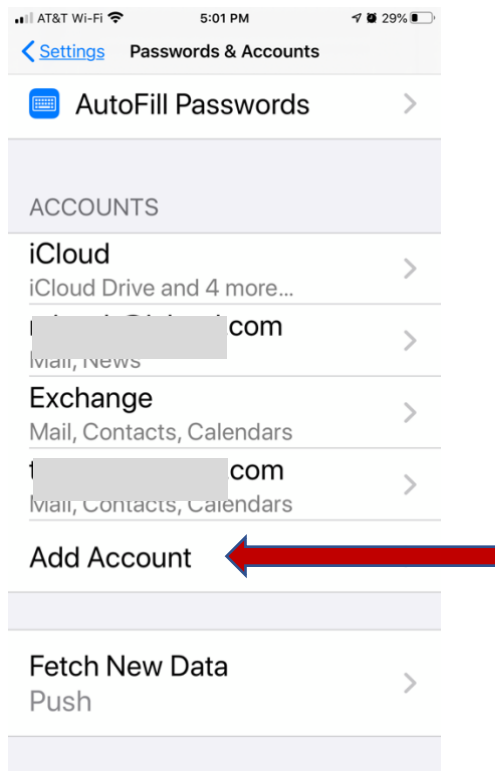 AT&T Wi-Fi 5:01 PM 29%
Settings Passwords & Accounts
AutoFill Passwords
ACCOUNTS
iCloud
iCloud Drive and 4 more...
.com
Mail, News
Exchange
Mail, Contacts, Calendars
.com
Mail, Contacts, Calendars
Add Account
Fetch New Data
Push